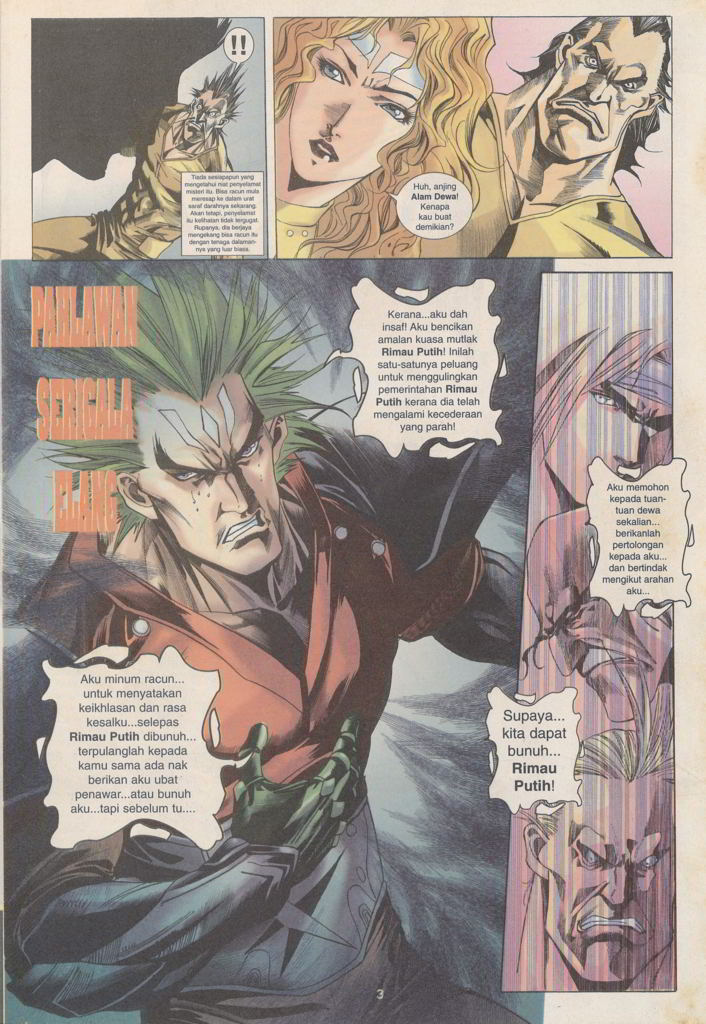 !!
Tiada sesiapapun yang
mengetahui niat penyelamat
misteri itu. Bisa racun mula
meresap ke dalam urat
saraf darahnya sekarang.
Akan tetapi, penyelamat
itu kelihatan tidak tergugat.
Rupanya, dia berjaya
mengekang bisa racun itu
dengan tenaga dalaman-
nya yang luar biasa.
Huh, anjing
Alam Dewa!
Kenapa
kau buat
demikian?
PAHLAWAN
SERIGALA
ELANG
Kerana...aku dah
insaf! Aku bencikan
amalan kuasa mutlak
Rimau Putih! Inilah
satu-satunya peluang
untuk menggulingkan
pemerintahan Rimau
Putih kerana dia telah
mengalami kecederaan
yang parah!
Aku memohon
kepada tuan-
tuan dewa
sekalian...
berikanlah
pertolongan
kepada aku...
dan bertindak
mengikut arahan
aku...
Aku minum racun...
untuk menyatakan
keikhlasan dan rasa
kesalku...selepas
Rimau Putih dibunuh...
terpulanglah kepada
kamu sama ada nak
berikan aku ubat
penawar...atau bunuh
aku...tapi sebelum tu....
Supaya...
kita dapat
bunuh...
Rimau
Putih!
3